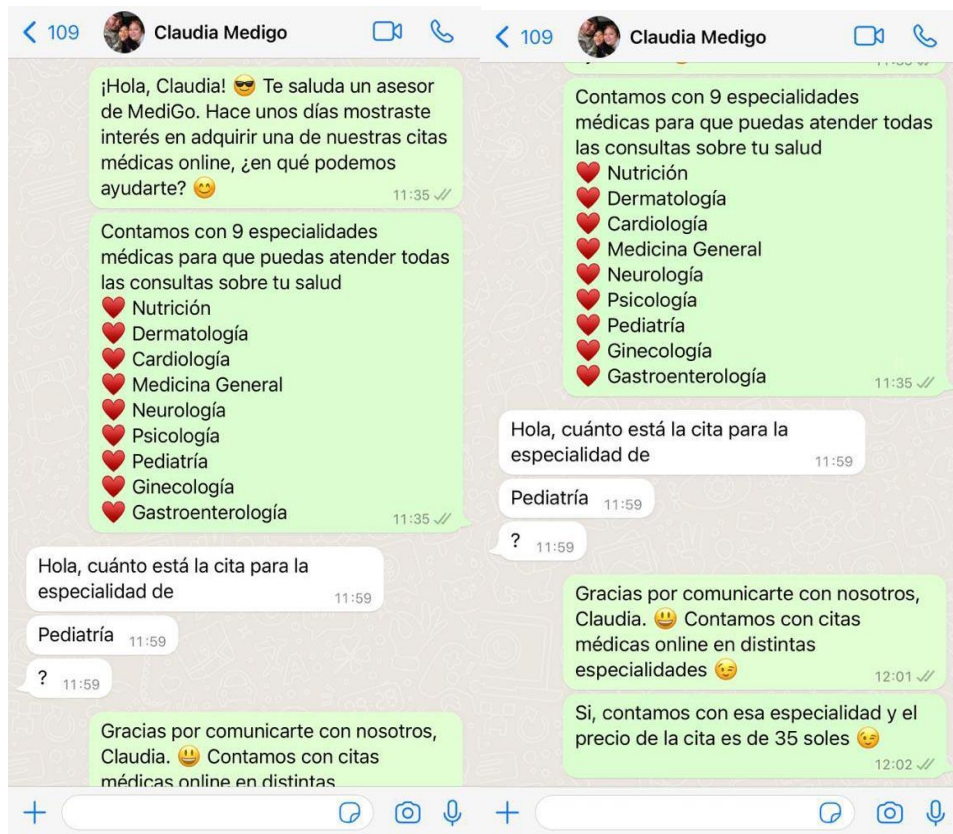 109
Claudia Medigo
¡Hola, Claudia! 😎 Te saluda un asesor
de MediGo. Hace unos días mostraste
interés en adquirir una de nuestras citas
médicas online, ¿en qué podemos
ayudarte? 😊
11:35
Contamos con 9 especialidades
médicas para que puedas atender todas
las consultas sobre tu salud
♥ Nutrición
♥ Dermatología
♥ Cardiología
♥ Medicina General
♥ Neurología
♥ Psicología
♥ Pediatría
♥ Ginecología
♥ Gastroenterología
11:35
Hola, cuánto está la cita para la
especialidad de
11:59
Pediatría 11:59
? 11:59
Gracias por comunicarte con nosotros,
Claudia. 😃 Contamos con citas
médicas online en distintas
109
Claudia Medigo
Contamos con 9 especialidades
médicas para que puedas atender todas
las consultas sobre tu salud
♥ Nutrición
♥ Dermatología
♥ Cardiología
♥ Medicina General
♥ Neurología
♥ Psicología
♥ Pediatría
♥ Ginecología
♥ Gastroenterología
11:35
Hola, cuánto está la cita para la
especialidad de
11:59
Pediatría 11:59
? 11:59
Gracias por comunicarte con nosotros,
Claudia. 😃 Contamos con citas
médicas online en distintas
especialidades 😉
12:01
Si, contamos con esa especialidad y el
precio de la cita es de 35 soles 😉
12:02